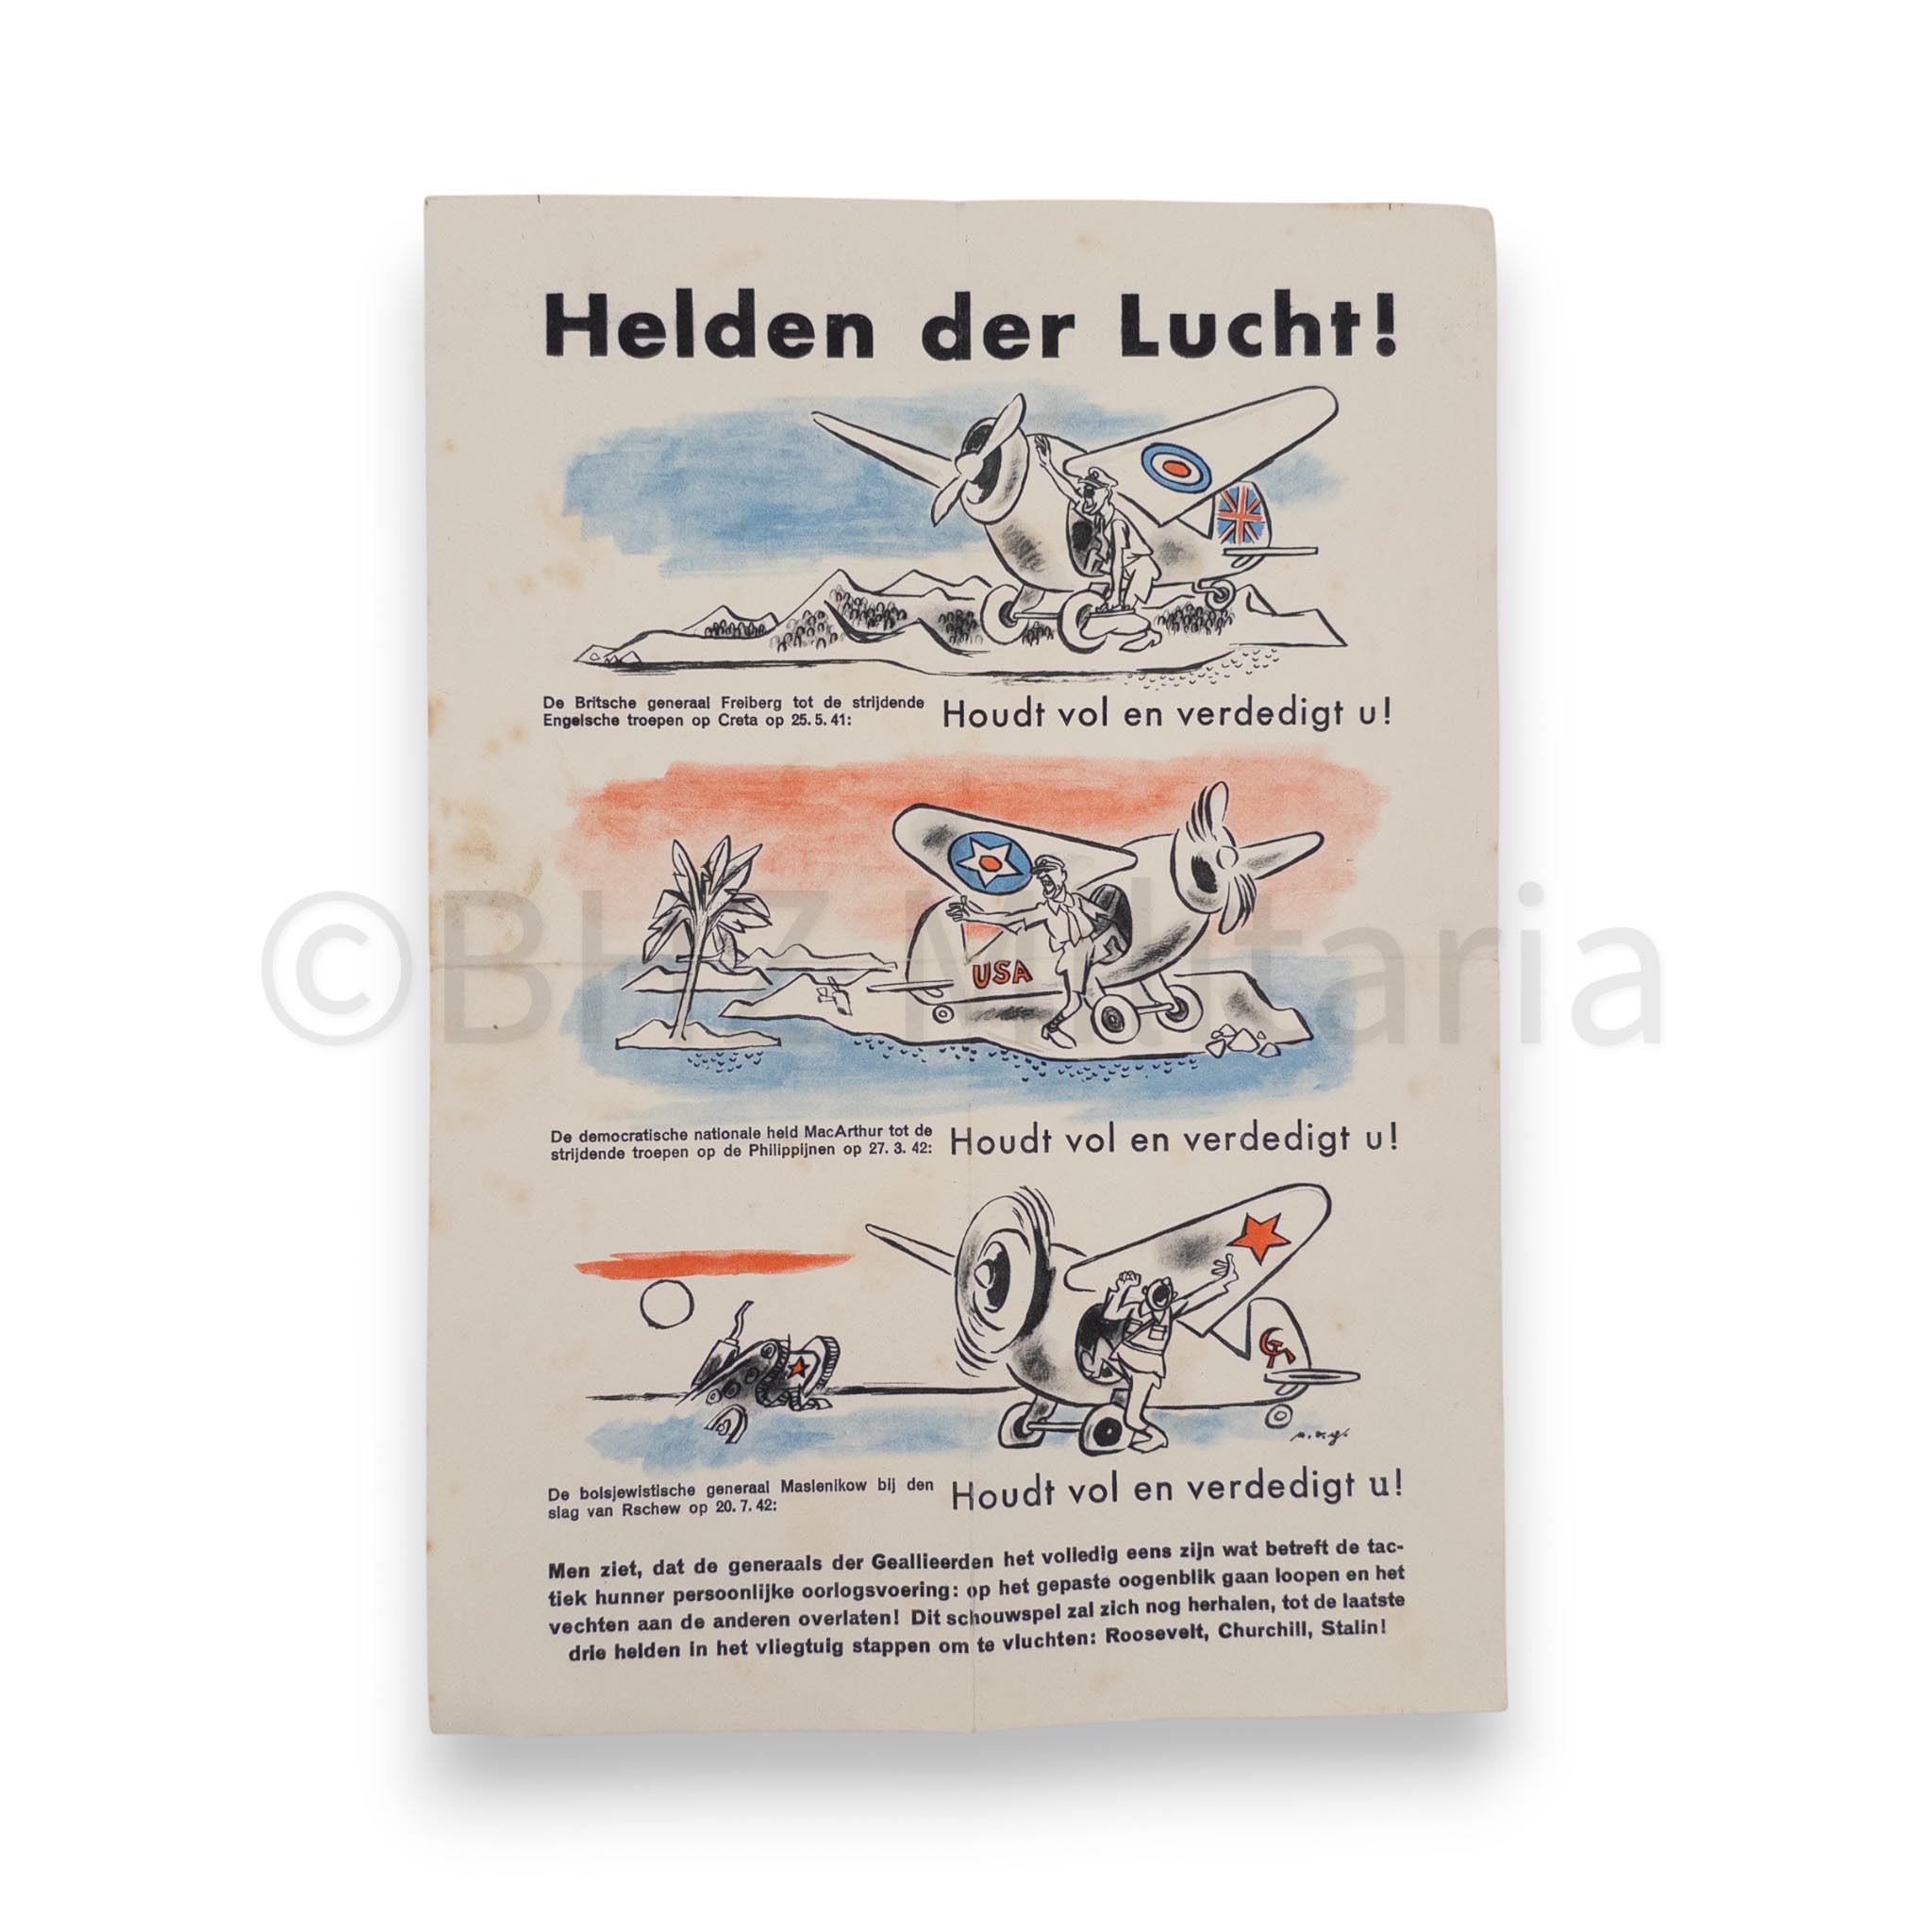 Helden der Lucht!
De Britsche generaal Freiberg tot de strijdende
Engelsche troepen op Creta op 25. 5. 41:
Houdt vol en verdedigt u!
USA
©BHZ Militaria
De democratische nationale held MacArthur tot de
strijdende troepen op de Philippijnen op 27. 3. 42:
Houdt vol en verdedigt u!
De bolsjewistische generaal Maslenikow bij den
slag van Rschew op 20. 7. 42:
Houdt vol en verdedigt u!
Men ziet, dat de generaals der Geallieerden het volledig eens zijn wat betreft de tac-
tiek hunner persoonlijke oorlogsvoering: op het gepaste oogenblik gaan loopen en het
vechten aan de anderen overlaten! Dit schouwspel zal zich nog herhalen, tot de laatste
drie helden in het vliegtuig stappen om te vluchten: Roosevelt, Churchill, Stalin!